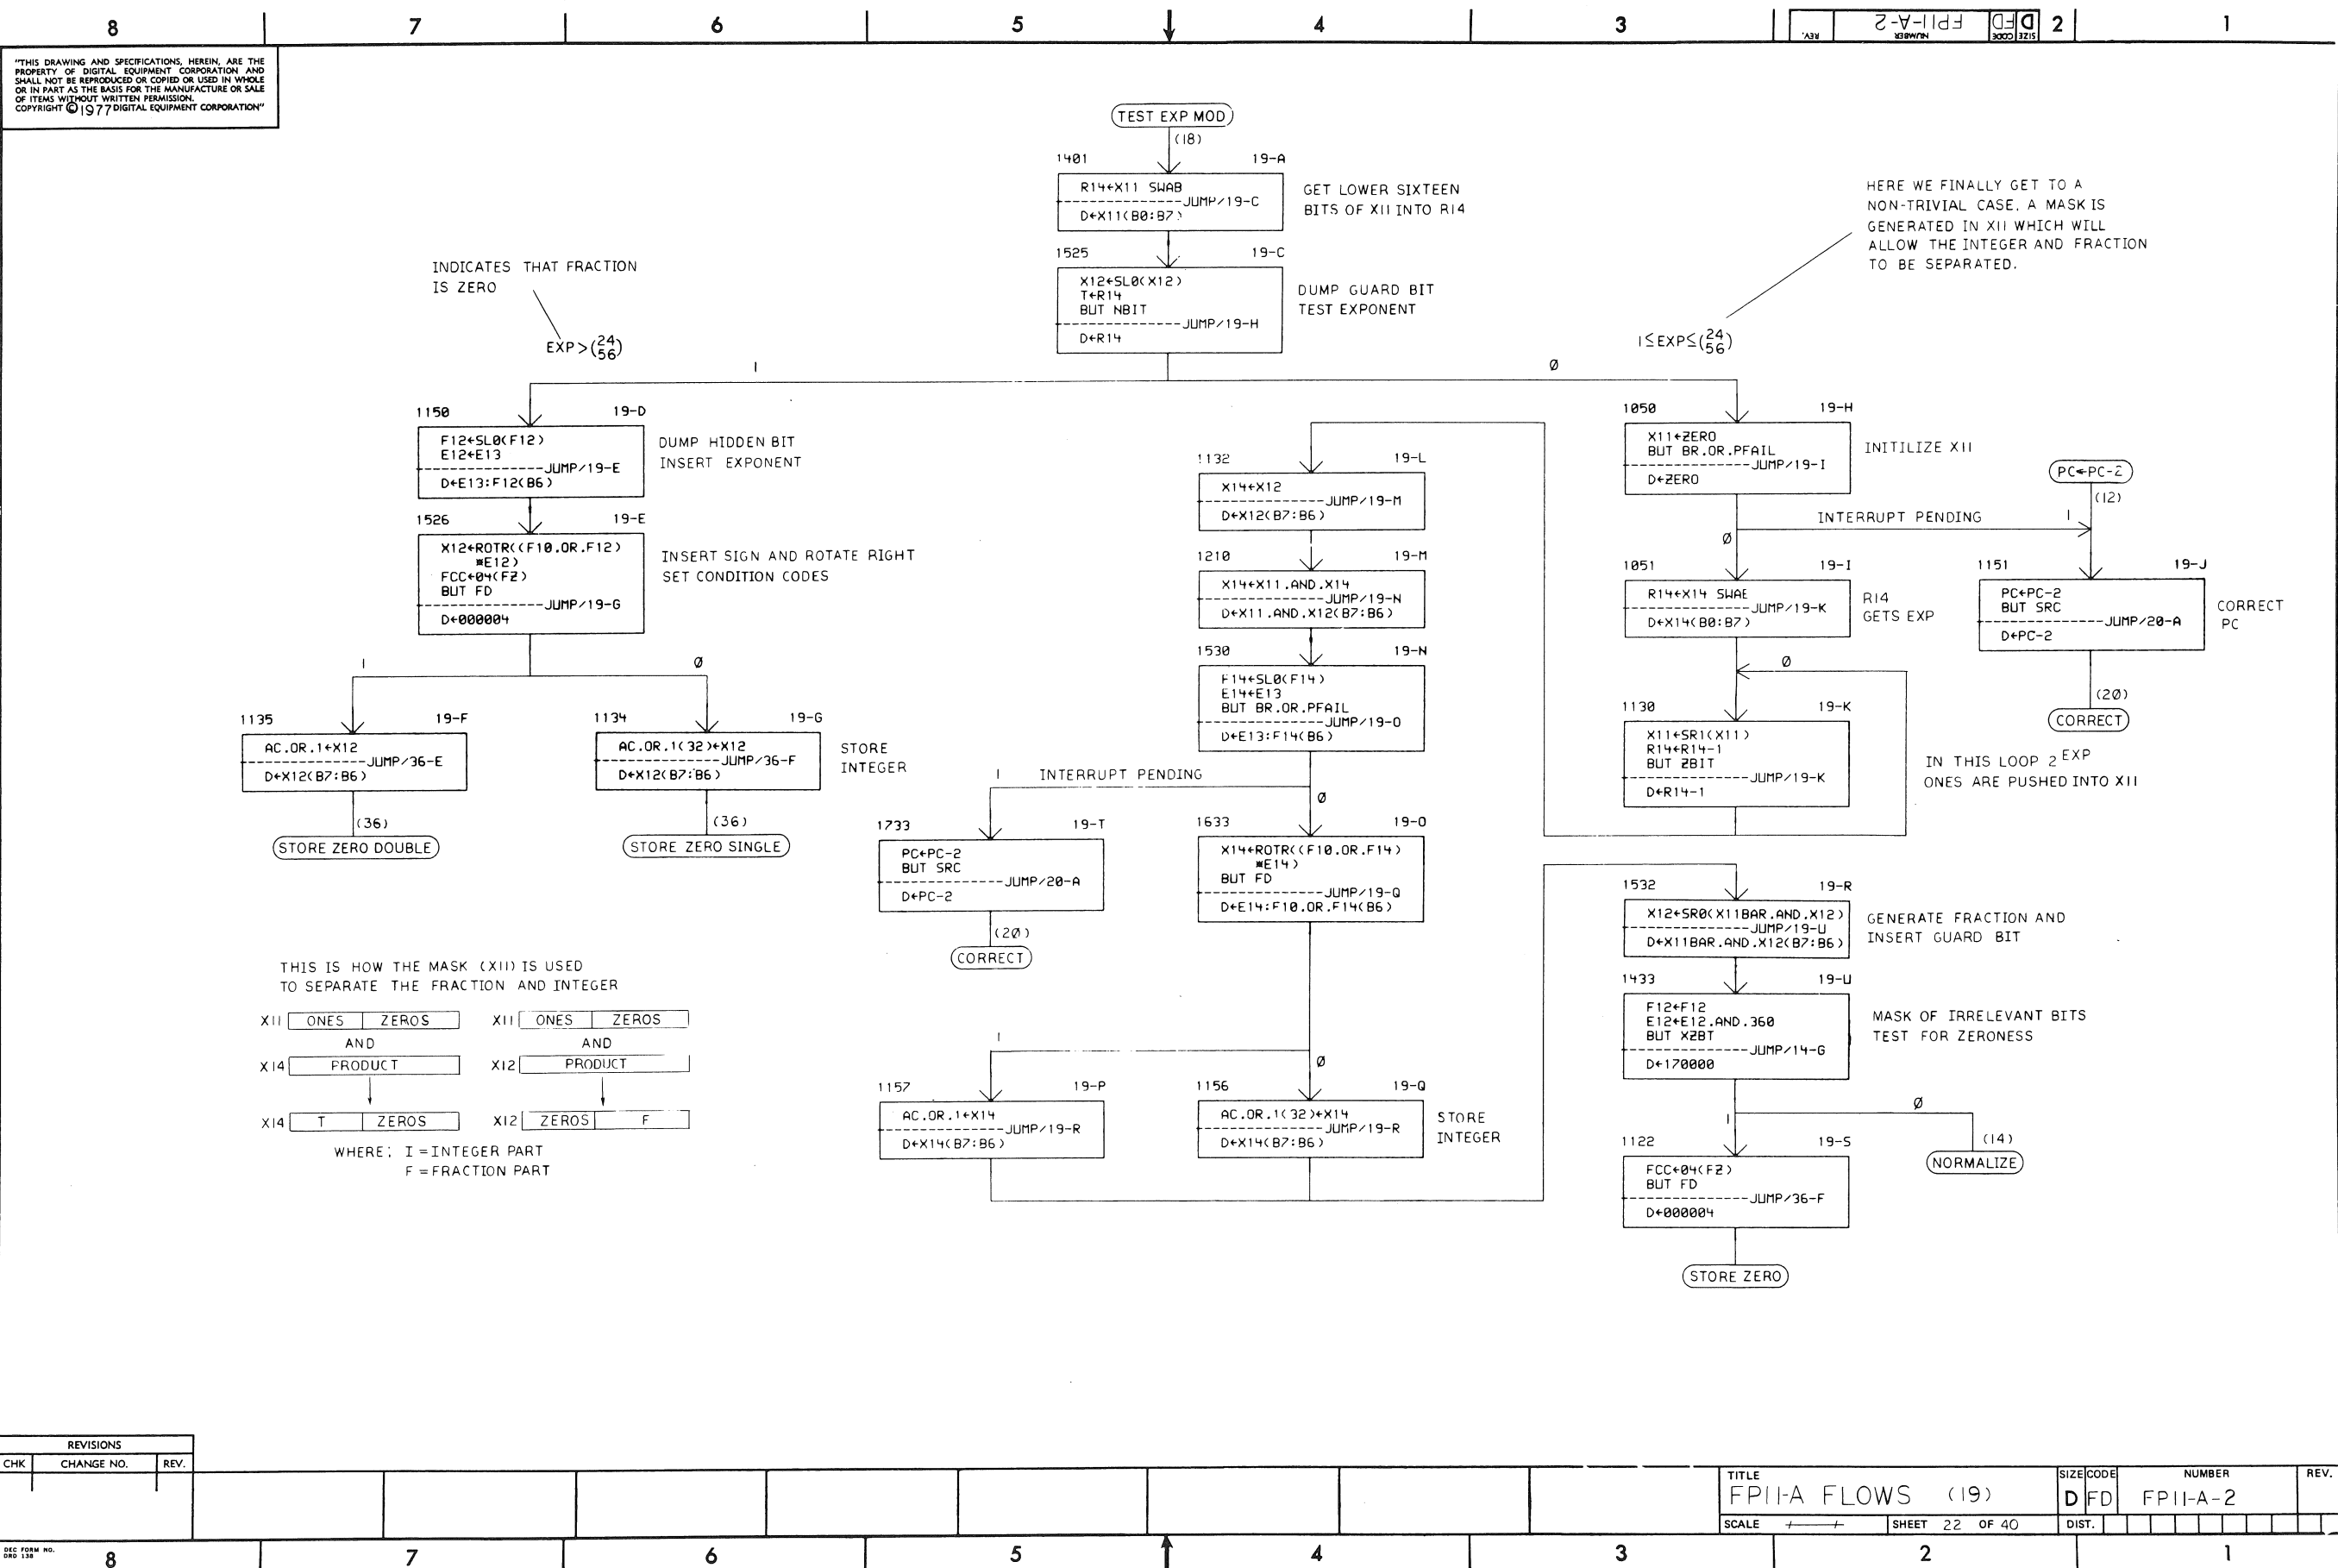 8 7 6 5 4 3 2 1
SIZE CODE NUMBER REV.
D FD FP11-A-2
"THIS DRAWING AND SPECIFICATIONS, HEREIN, ARE THE
PROPERTY OF DIGITAL EQUIPMENT CORPORATION AND
SHALL NOT BE REPRODUCED OR COPIED OR USED IN WHOLE
OR IN PART AS THE BASIS FOR THE MANUFACTURE OR SALE
OF ITEMS WITHOUT WRITTEN PERMISSION.
COPYRIGHT © 1977 DIGITAL EQUIPMENT CORPORATION"
TEST EXP MOD
(18)
1401 19-A
R14←X11 SWAB
JUMP/19-C
D←X11(B0:B7)
GET LOWER SIXTEEN
BITS OF X11 INTO R14
1525 19-C
X12←SL0(X12)
T←R14
BUT NBIT
JUMP/19-H
D←R14
DUMP GUARD BIT
TEST EXPONENT
HERE WE FINALLY GET TO A
NON-TRIVIAL CASE. A MASK IS
GENERATED IN X11 WHICH WILL
ALLOW THE INTEGER AND FRACTION
TO BE SEPARATED.
INDICATES THAT FRACTION
IS ZERO
EXP>(24 56)
1≤EXP≤(24 56)
1
Ø
1150 19-D
F12←SL0(F12)
E12←E13
JUMP/19-E
D←E13:F12(B6)
DUMP HIDDEN BIT
INSERT EXPONENT
1526 19-E
X12←ROTR((F10.OR.F12)
*E12)
FCC←04(FZ)
BUT FD
JUMP/19-G
D←000004
INSERT SIGN AND ROTATE RIGHT
SET CONDITION CODES
1
Ø
1135 19-F
AC.OR.1←X12
JUMP/36-E
D←X12(B7:B6)
(36)
STORE ZERO DOUBLE
1134 19-G
AC.OR.1(32)←X12
JUMP/36-F
D←X12(B7:B6)
STORE
INTEGER
(36)
STORE ZERO SINGLE
1132 19-L
X14←X12
JUMP/19-M
D←X12(B7:B6)
1210 19-M
X14←X11.AND.X14
JUMP/19-N
D←X11.AND.X12(B7:B6)
1530 19-N
F14←SL0(F14)
E14←E13
BUT BR.OR.PFAIL
JUMP/19-O
D←E13:F14(B6)
1 INTERRUPT PENDING
Ø
1733 19-T
PC←PC-2
BUT SRC
JUMP/20-A
D←PC-2
(20)
CORRECT
1633 19-O
X14←ROTR((F10.OR.F14)
*E14)
BUT FD
JUMP/19-Q
D←E14:F10.OR.F14(B6)
1
Ø
1157 19-P
AC.OR.1←X14
JUMP/19-R
D←X14(B7:B6)
1156 19-Q
AC.OR.1(32)←X14
JUMP/19-R
D←X14(B7:B6)
STORE
INTEGER
1050 19-H
X11←ZERO
BUT BR.OR.PFAIL
JUMP/19-I
D←ZERO
INITILIZE X11
PC←PC-2
(12)
INTERRUPT PENDING 1
Ø
1051 19-I
R14←X14 SWAE
JUMP/19-K
D←X14(B0:B7)
R14
GETS EXP
1151 19-J
PC←PC-2
BUT SRC
JUMP/20-A
D←PC-2
CORRECT
PC
(20)
CORRECT
Ø
1130 19-K
X11←SR1(X11)
R14←R14-1
BUT ZBIT
JUMP/19-K
D←R14-1
IN THIS LOOP 2 EXP
ONES ARE PUSHED INTO X11
1532 19-R
X12←SR0(X11BAR.AND.X12)
JUMP/19-U
D←X11BAR.AND.X12(B7:B6)
GENERATE FRACTION AND
INSERT GUARD BIT
1433 19-U
F12←F12
E12←E12.AND.360
BUT XZBT
JUMP/14-G
D←170000
MASK OF IRRELEVANT BITS
TEST FOR ZERONESS
1
Ø
(14)
NORMALIZE
1122 19-S
FCC←04(FZ)
BUT FD
JUMP/36-F
D←000004
STORE ZERO
THIS IS HOW THE MASK (X11) IS USED
TO SEPARATE THE FRACTION AND INTEGER
X11 ONES ZEROS X11 ONES ZEROS
AND AND
X14 PRODUCT X12 PRODUCT
X14 T ZEROS X12 ZEROS F
WHERE: I = INTEGER PART
F = FRACTION PART
REVISIONS
CHK CHANGE NO. REV.
TITLE
FP11-A FLOWS (19)
SIZE CODE NUMBER REV.
D FD FP11-A-2
SCALE SHEET 22 OF 40 DIST.
DEC FORM NO.
DRD 138
8 7 6 5 4 3 2 1